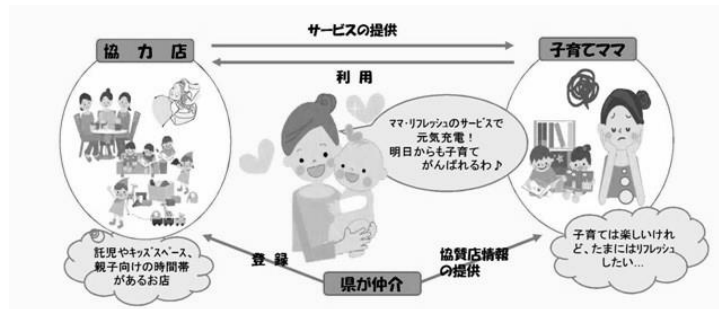 サービスの提供
協 力 店
子育てママ
利 用
ママ・リフレッシュのサービスで
元気充電！
明日からも子育て
がんばれるわ♪
託児やキッズスペース、
親子向けの時間帯
があるお店
登 録
県が仲介
協賛店情報
の提供
子育ては楽しいけれ
ど、たまにはリフレッシュ
したい…